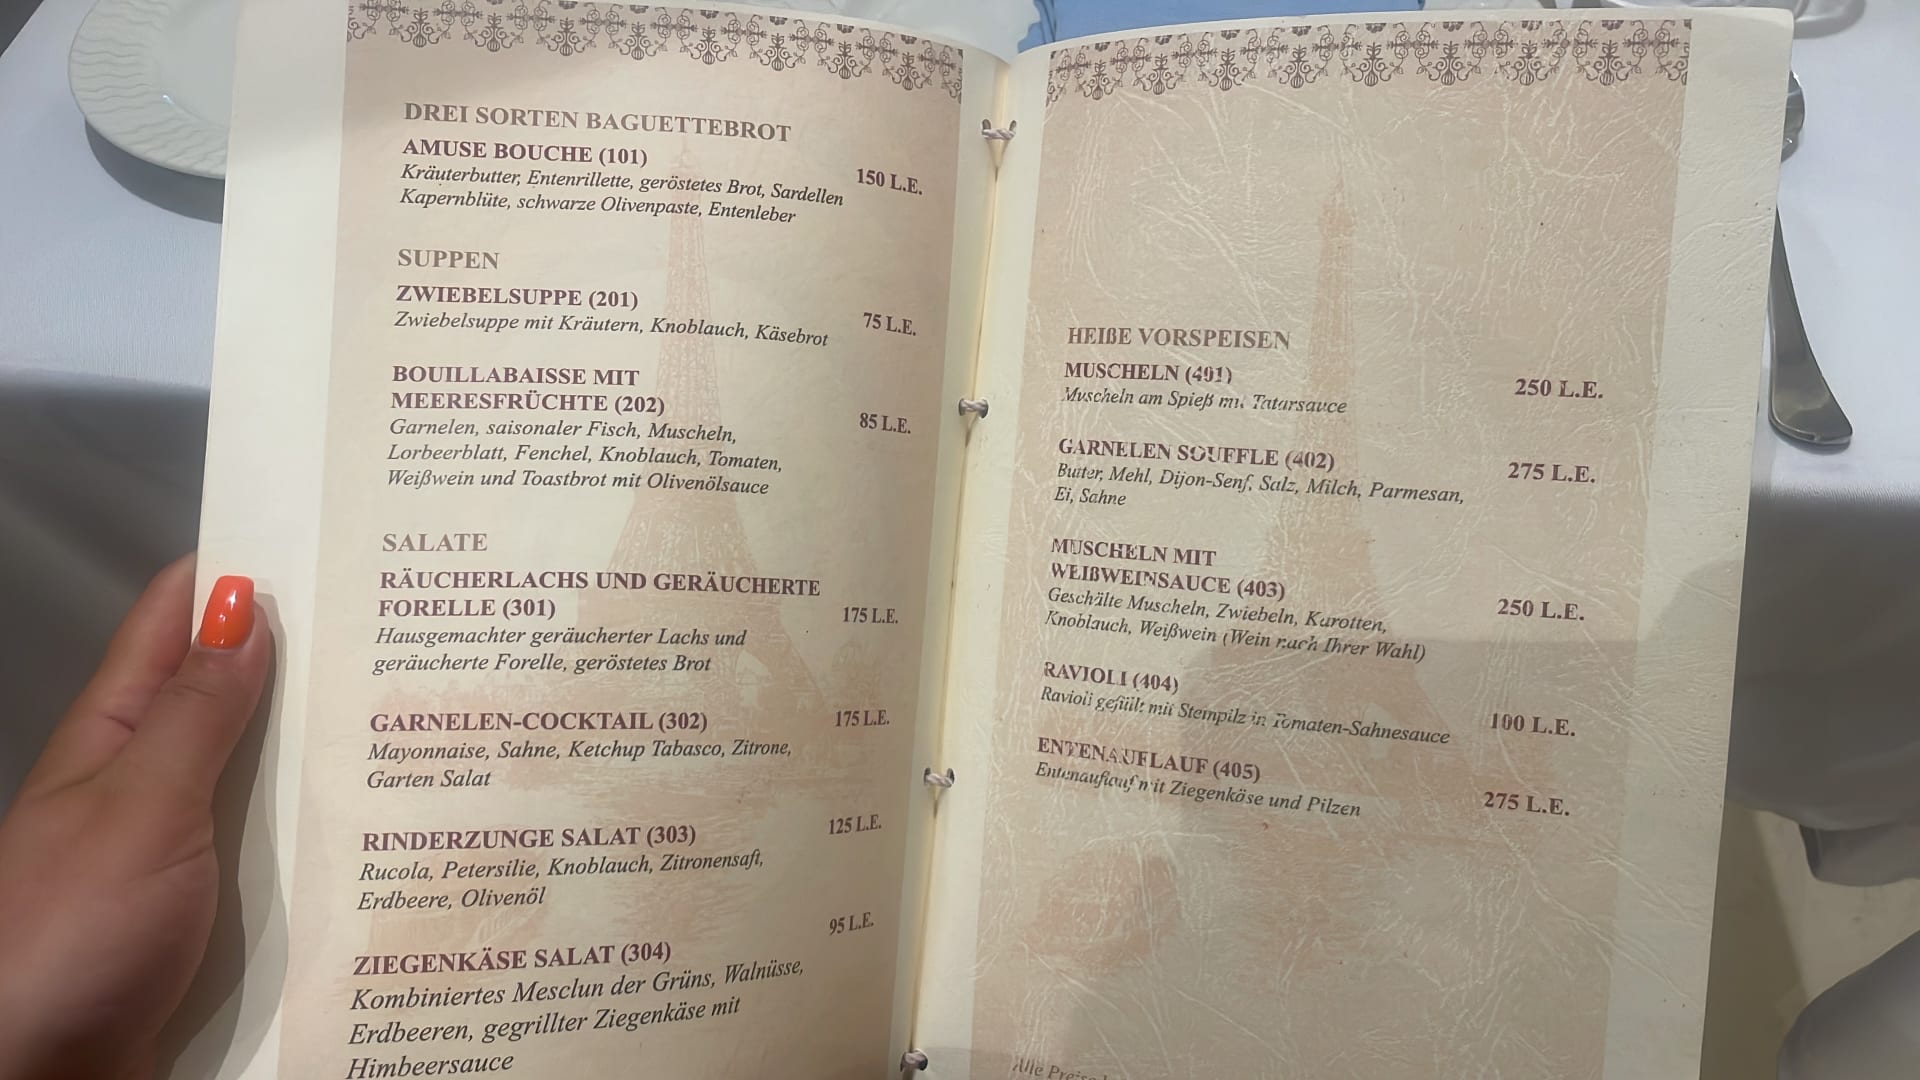 DREI SORTEN BAGUETTEBROT
AMUSE BOUCHE (101)
150 L.E.
Kräuterbutter, Entenrillette, geröstetes Brot, Sardellen
Kapernblüte, schwarze Olivenpaste, Entenleber
SUPPEN
ZWIEBELSUPPE (201)
75 L.E.
Zwiebelsuppe mit Kräutern, Knoblauch, Käsebrot
BOUILLABAISSE MIT
MEERESFRÜCHTE (202)
85 L.E.
Garnelen, saisonaler Fisch, Muscheln,
Lorbeerblatt, Fenchel, Knoblauch, Tomaten,
Weißwein und Toastbrot mit Olivenölsauce
SALATE
RÄUCHERLACHS UND GERÄUCHERTE
FORELLE (301)
175 L.E.
Hausgemachter geräucherter Lachs und
geräucherte Forelle, geröstetes Brot
GARNELEN-COCKTAIL (302)
175 L.E.
Mayonnaise, Sahne, Ketchup Tabasco, Zitrone,
Garten Salat
RINDERZUNGE SALAT (303)
125 L.E.
Rucola, Petersilie, Knoblauch, Zitronensaft,
Erdbeere, Olivenöl
95 L.E.
ZIEGENKÄSE SALAT (304)
Kombiniertes Mesclun der Grüns, Walnüsse,
Erdbeeren, gegrillter Ziegenkäse mit
Himbeersauce
HEIßE VORSPEISEN
MUSCHELN (401)
250 L.E.
Muscheln am Spieß mit Tatarsauce
GARNELEN SOUFFLE (402)
275 L.E.
Butter, Mehl, Dijon-Senf, Salz, Milch, Parmesan,
Ei, Sahne
MUSCHELN MIT
WEIßWEINSAUCE (403)
250 L.E.
Geschälte Muscheln, Zwiebeln, Karotten,
Knoblauch, Weißwein (Wein nach Ihrer Wahl)
RAVIOLI (404)
100 L.E.
Ravioli gefüllt mit Steinpilz in Tomaten-Sahnesauce
ENTENAUFLAUF (405)
275 L.E.
Entenauflauf mit Ziegenkäse und Pilzen
Alle